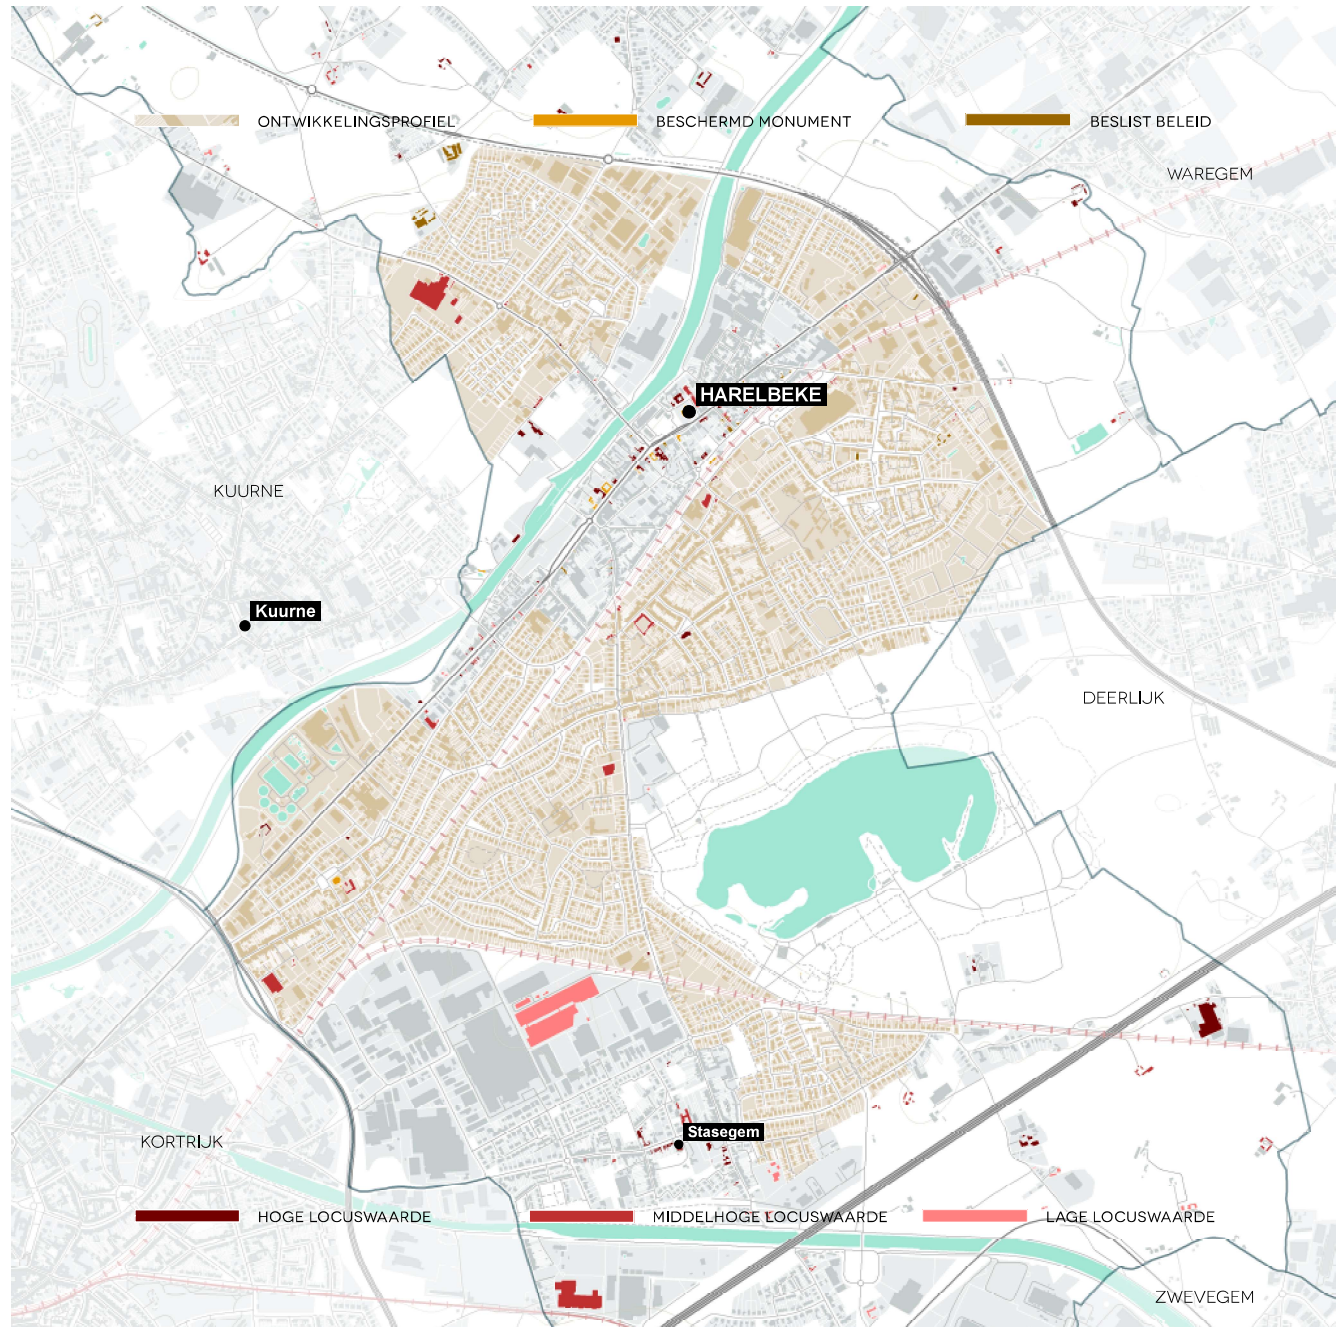 ONTWIKKELINGSPROFIEL
BESCHERMD MONUMENT
BESLIST BELEID
WAREGEM
HARELBEKE
KUURNE
Kuurne
DEERLIJK
Stasegem
KORTRIJK
HOGE LOCUSWAARDE
MIDDELHOGE LOCUSWAARDE
LAGE LOCUSWAARDE
ZWEVEGEM